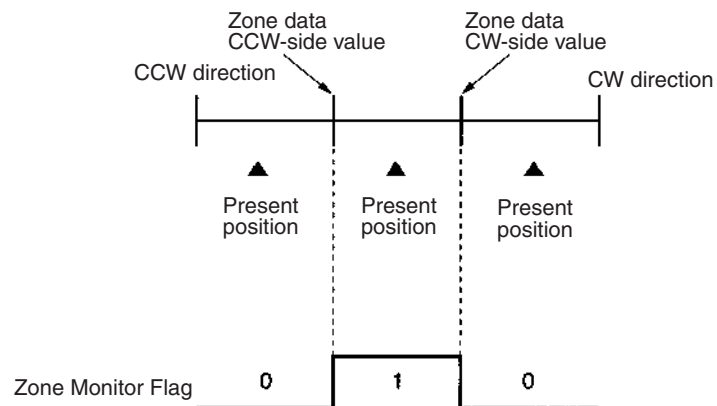 Zone data
CCW-side value
Zone data
CW-side value
CCW direction
CW direction
Present
position
Present
position
Present
position
Zone Monitor Flag
0
1
0